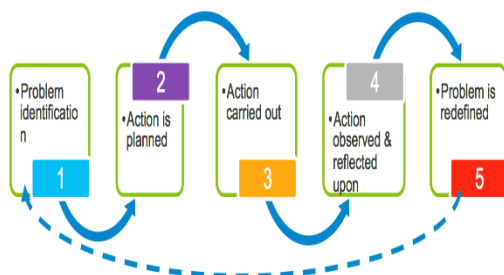 •Problem
identificatio
n
1
2
•Action is
planned
•Action
carried out
3
4
•Action
observed &
reflected
upon
•Problem is
redefined
5